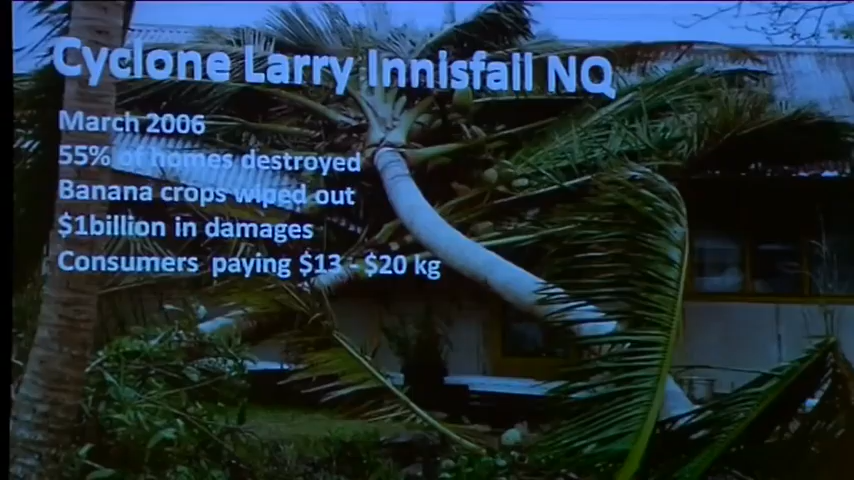 Cyclone Larry Innisfail NQ
March 2006
55% of homes destroyed
Banana crops wiped out
$1billion in damages
Consumers paying $13 - $20 kg